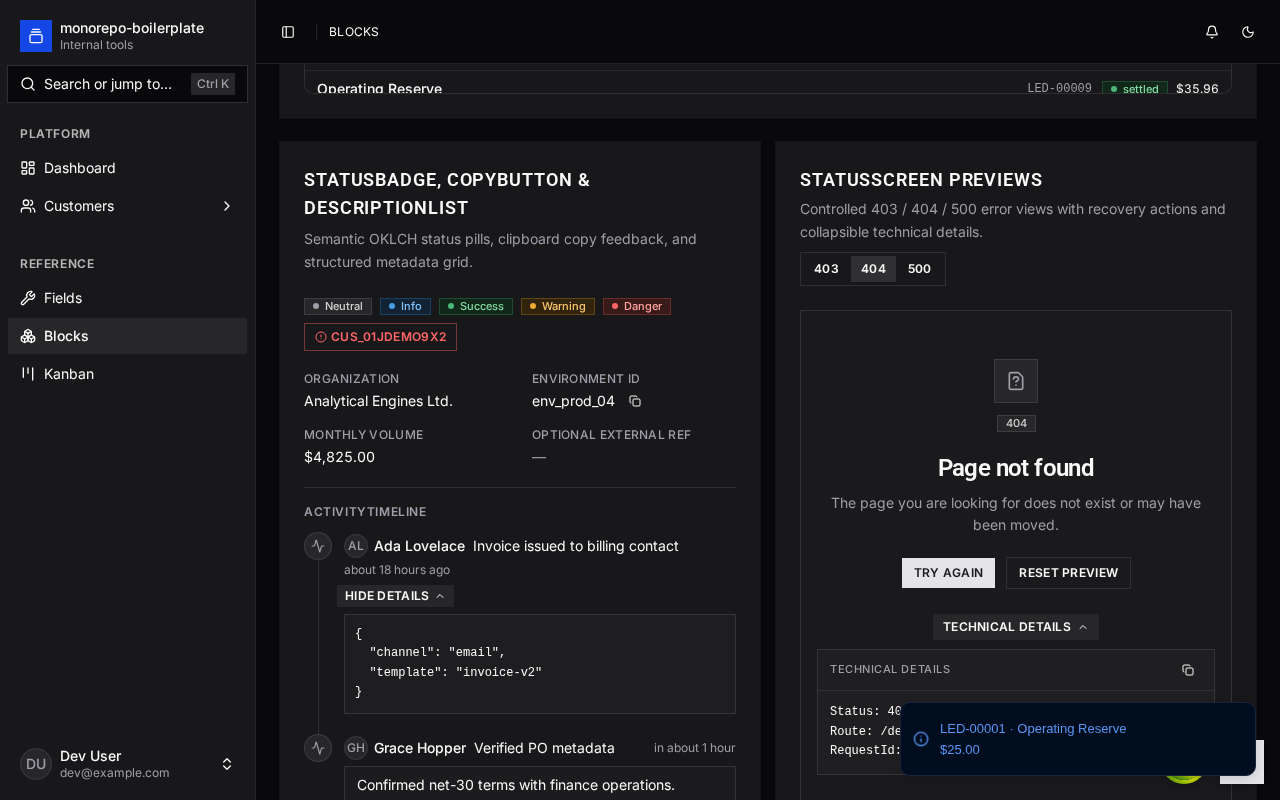 monorepo-boilerplate
Internal tools
Search or jump to...
Ctrl K
PLATFORM
Dashboard
Customers
REFERENCE
Fields
Blocks
Kanban
DU
Dev User
dev@example.com
BLOCKS
Operating Reserve
LED-00009
settled
$35.96
STATUSBADGE, COPYBUTTON &
DESCRIPTIONLIST
Semantic OKLCH status pills, clipboard copy feedback, and
structured metadata grid.
Neutral
Info
Success
Warning
Danger
CUS_01JDEMO9X2
ORGANIZATION
Analytical Engines Ltd.
ENVIRONMENT ID
env_prod_04
MONTHLY VOLUME
$4,825.00
OPTIONAL EXTERNAL REF
—
ACTIVITYTIMELINE
AL
Ada Lovelace Invoice issued to billing contact
about 18 hours ago
HIDE DETAILS
{
"channel": "email",
"template": "invoice-v2"
}
GH
Grace Hopper Verified PO metadata
in about 1 hour
Confirmed net-30 terms with finance operations.
STATUSSCREEN PREVIEWS
Controlled 403 / 404 / 500 error views with recovery actions and
collapsible technical details.
403
404
500
404
Page not found
The page you are looking for does not exist or may have
been moved.
TRY AGAIN
RESET PREVIEW
TECHNICAL DETAILS
TECHNICAL DETAILS
Status:
Route:
RequestId:
LED-00001 · Operating Reserve
$25.00